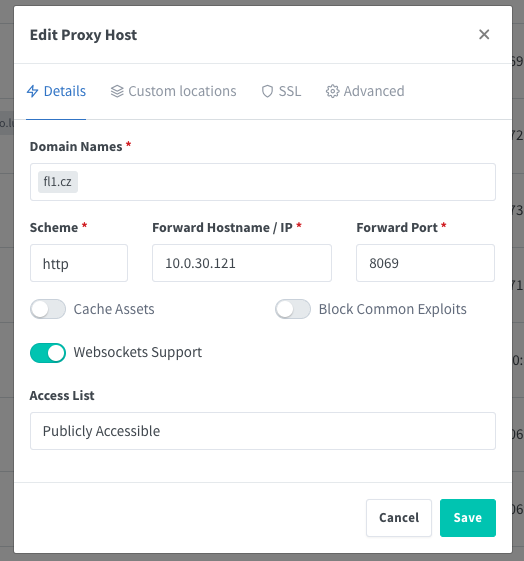 Edit Proxy Host
Details Custom locations SSL Advanced
Domain Names *
fl1.cz
Scheme * Forward Hostname / IP * Forward Port *
http 10.0.30.121 8069
Cache Assets Block Common Exploits
Websockets Support
Access List
Publicly Accessible
Cancel Save